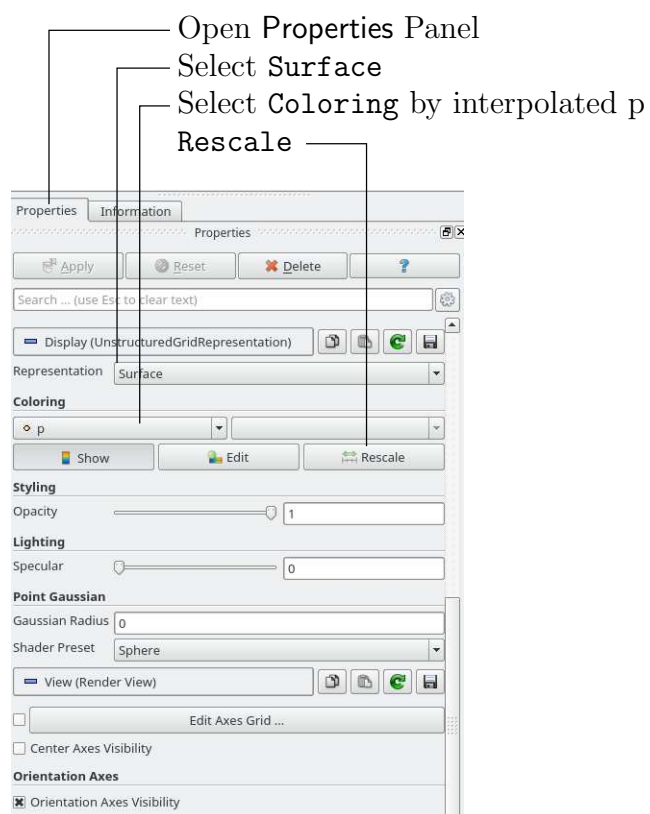 Open Properties Panel
Select Surface
Select Coloring by interpolated p
Rescale
Properties Information
Properties
Apply Reset Delete ?
Search ... (use Esc to clear text)
Display (UnstructuredGridRepresentation)
Representation Surface
Coloring
p
Show Edit Rescale
Styling
Opacity 1
Lighting
Specular 0
Point Gaussian
Gaussian Radius 0
Shader Preset Sphere
View (Render View)
Edit Axes Grid ...
Center Axes Visibility
Orientation Axes
Orientation Axes Visibility